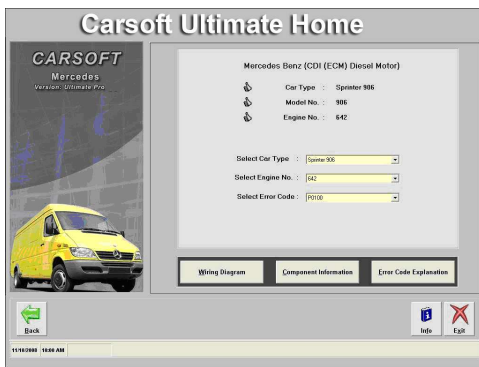 Carsoft Ultimate Home
CARSOFT
Mercedes
Version: Ultimate Pro
Mercedes Benz (CDI (ECM) Diesel Motor)
Car Type : Sprinter 906
Model No. : 906
Engine No. : 642
Select Car Type : Sprinter 906
Select Engine No. : 642
Select Error Code : P0100
Wiring Diagram Component Information Error Code Explanation
Back Info Exit
11/10/2008 10:00 AM